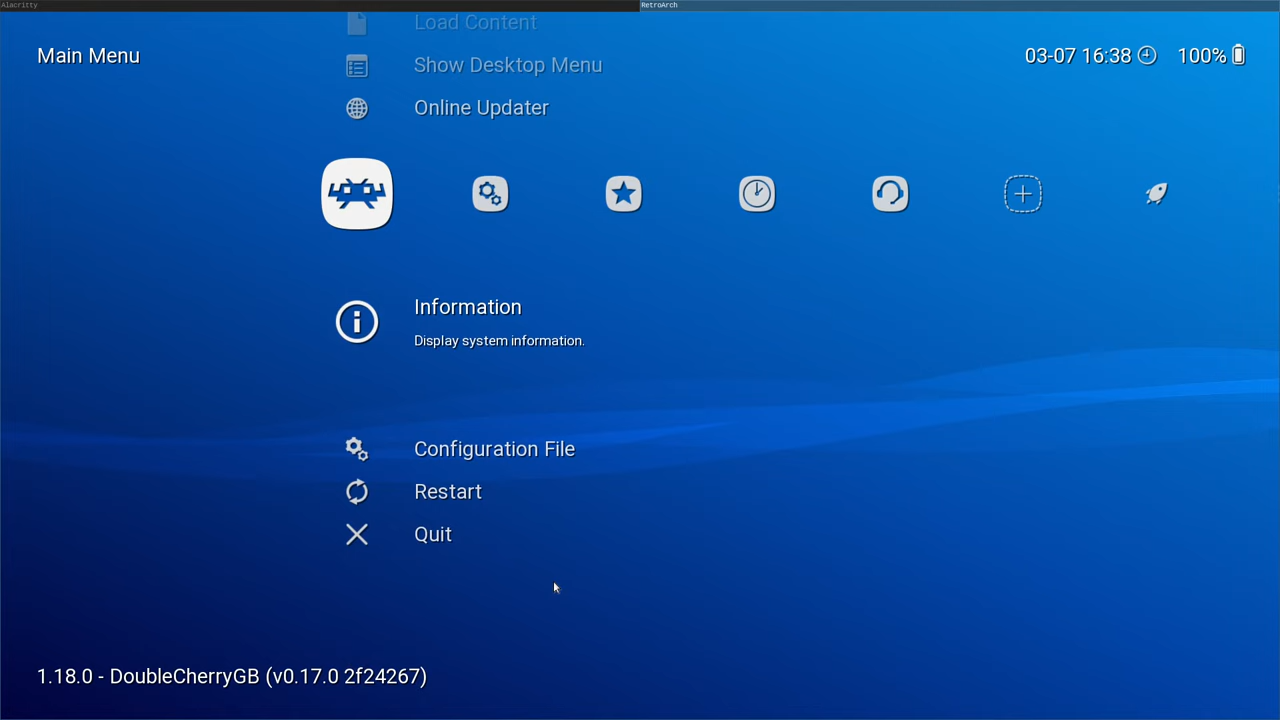 Alacritty
RetroArch
Load Content
Main Menu
03-07 16:38
100%
Show Desktop Menu
Online Updater
Information
Display system information.
Configuration File
Restart
Quit
1.18.0 - DoubleCherryGB (v0.17.0 2f24267)